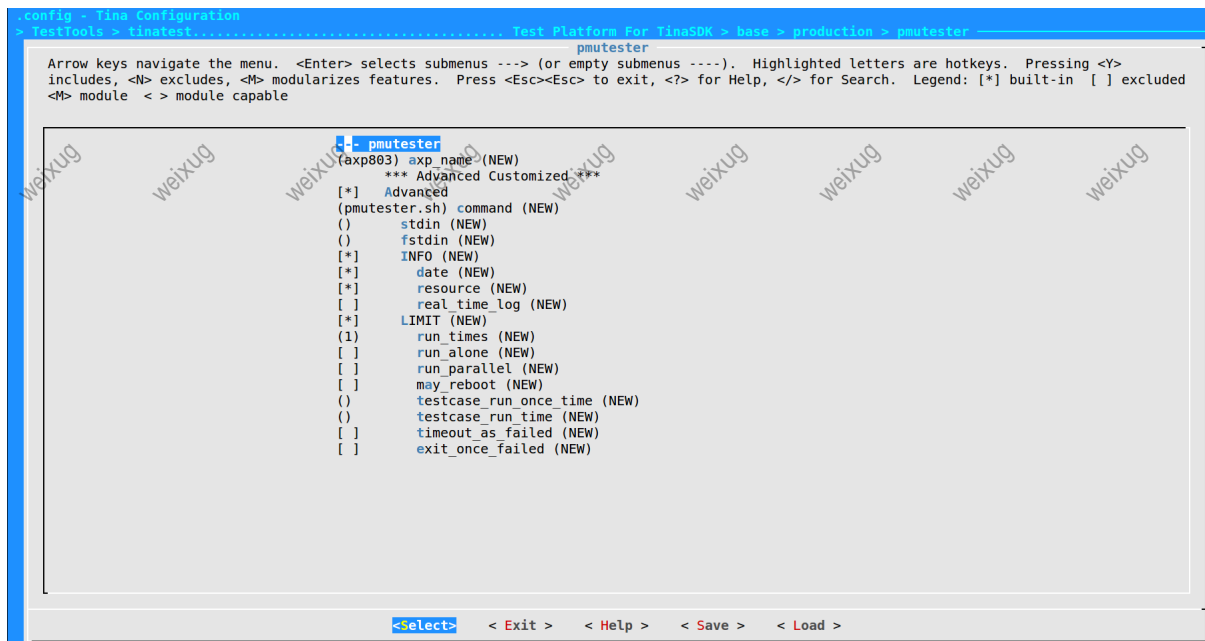 .config - Tina Configuration
> TestTools > tinatest....................................... Test Platform For TinaSDK > base > production > pmutester
pmutester
Arrow keys navigate the menu.  <Enter> selects submenus ---> (or empty submenus ----).  Highlighted letters are hotkeys.  Pressing <Y>
includes, <N> excludes, <M> modularizes features.  Press <Esc><Esc> to exit, <?> for Help, </> for Search.  Legend: [*] built-in  [ ] excluded
<M> module  < > module capable
--- pmutester
(axp803) axp_name (NEW)
*** Advanced Customized ***
[*]   Advanced
(pmutester.sh) command (NEW)
()      stdin (NEW)
()      fstdin (NEW)
[*]     INFO (NEW)
[*]       date (NEW)
[*]       resource (NEW)
[ ]       real_time_log (NEW)
[*]     LIMIT (NEW)
(1)       run_times (NEW)
[ ]       run_alone (NEW)
[ ]       run_parallel (NEW)
[ ]       may_reboot (NEW)
()        testcase_run_once_time (NEW)
()        testcase_run_time (NEW)
[ ]       timeout_as_failed (NEW)
[ ]       exit_once_failed (NEW)
weixug weixug weixug weixug weixug weixug weixug weixug weixug
<Select>    < Exit >    < Help >    < Save >    < Load >